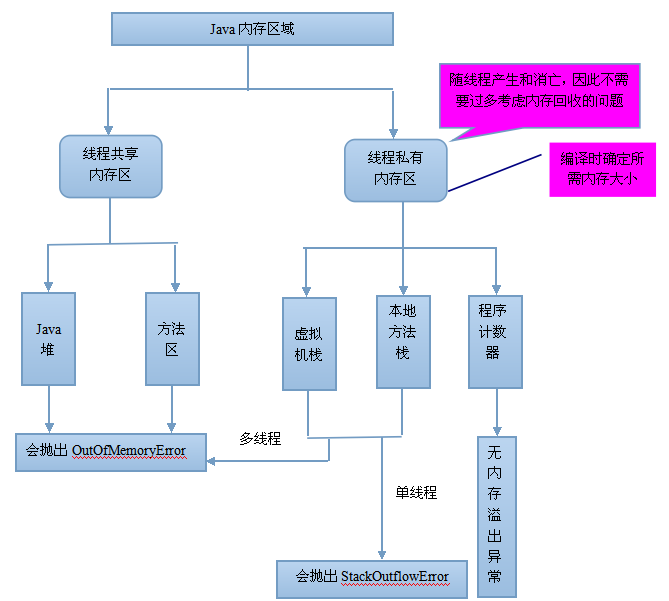 Java 内存区域
随线程产生和消亡，因此不需
要过多考虑内存回收的问题
线程共享
内存区
线程私有
内存区
编译时确定所
需内存大小
Java
堆
方法
区
虚拟
机栈
本地
方法
栈
程序
计数
器
多线程
会抛出 OutOfMemoryError
单线程
无
内
存
溢
出
异
常
会抛出 StackOutflowError